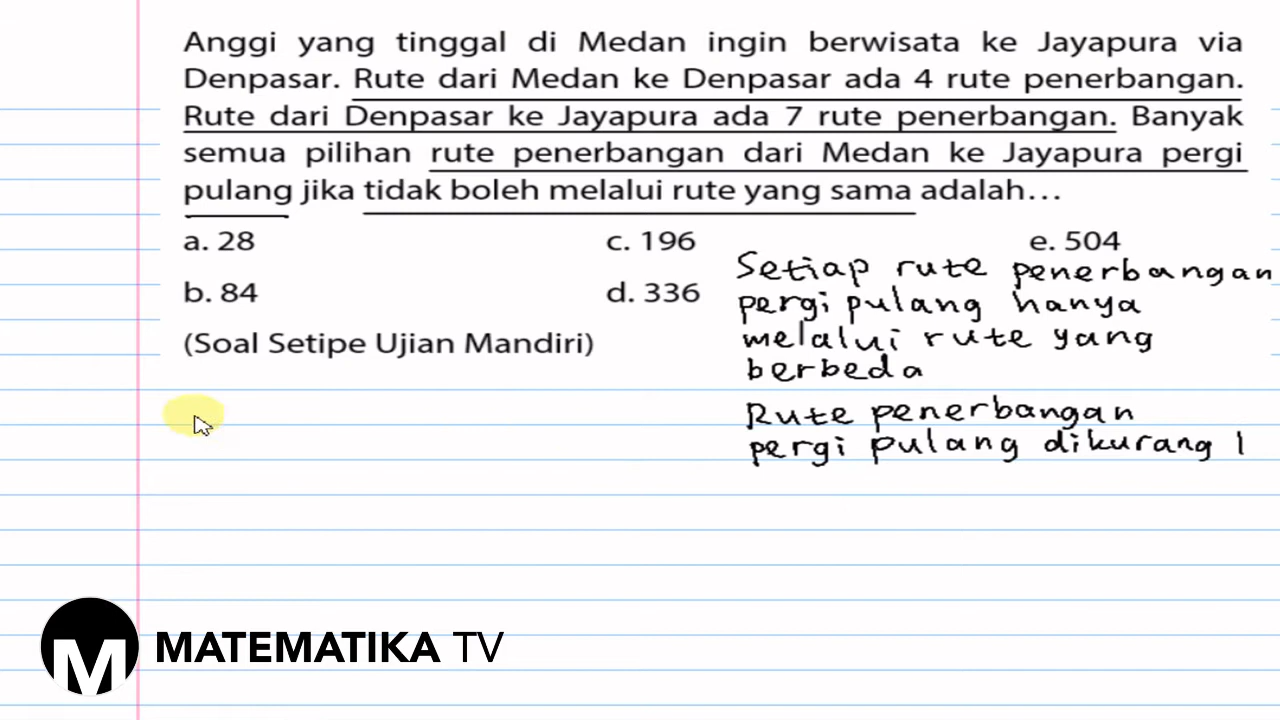 Anggi yang tinggal di Medan ingin berwisata ke Jayapura via
Denpasar. Rute dari Medan ke Denpasar ada 4 rute penerbangan.
Rute dari Denpasar ke Jayapura ada 7 rute penerbangan. Banyak
semua pilihan rute penerbangan dari Medan ke Jayapura pergi
pulang jika tidak boleh melalui rute yang sama adalah...
a. 28 c. 196 e. 504
b. 84 d. 336
(Soal Setipe Ujian Mandiri)
Setiap rute penerbangan
pergi pulang hanya
melalui rute yang
berbeda
Rute penerbangan
pergi pulang dikurang 1
M MATEMATIKA TV